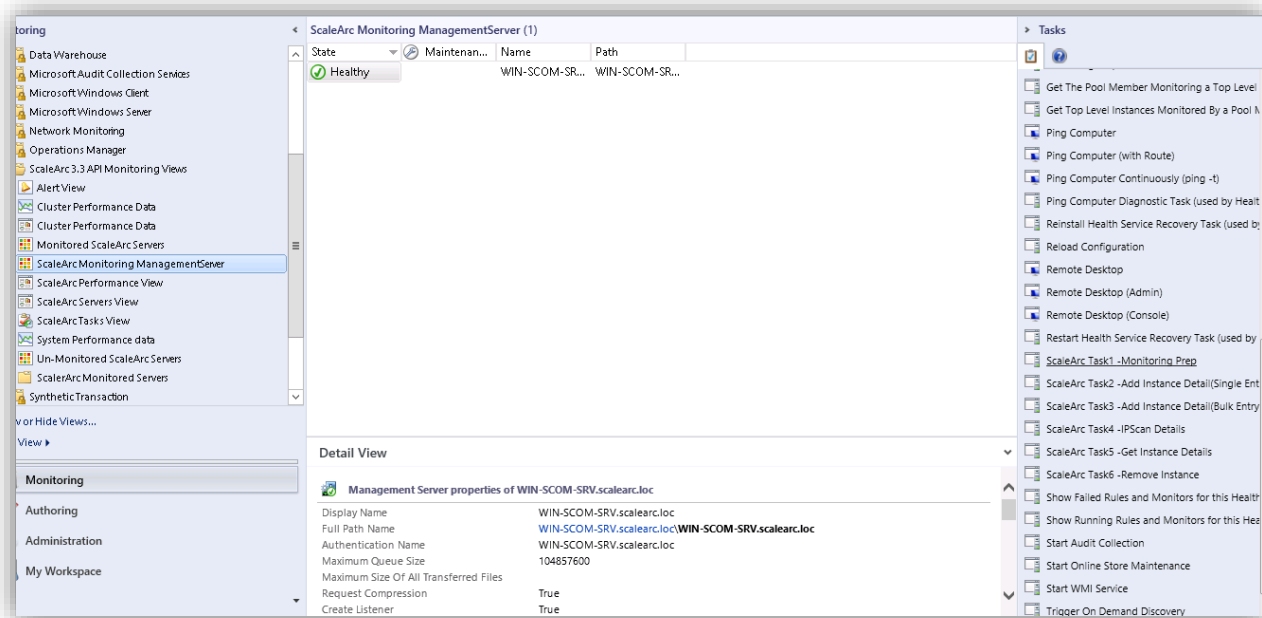 toring
Data Warehouse
Microsoft Audit Collection Services
Microsoft Windows Client
Microsoft Windows Server
Network Monitoring
Operations Manager
ScaleArc 3.3 API Monitoring Views
Alert View
Cluster Performance Data
Cluster Performance Data
Monitored ScaleArc Servers
ScaleArc Monitoring ManagementServer
ScaleArc Performance View
ScaleArc Servers View
ScaleArc Tasks View
System Performance data
Un-Monitored ScaleArc Servers
ScalerArc Monitored Servers
Synthetic Transaction
v or Hide Views...
View
Monitoring
Authoring
Administration
My Workspace
ScaleArc Monitoring ManagementServer (1)
State Maintenan... Name Path
Healthy WIN-SCOM-SR... WIN-SCOM-SR...
Detail View
Management Server properties of WIN-SCOM-SRV.scalearc.loc
Display Name WIN-SCOM-SRV.scalearc.loc
Full Path Name WIN-SCOM-SRV.scalearc.loc\WIN-SCOM-SRV.scalearc.loc
Authentication Name WIN-SCOM-SRV.scalearc.loc
Maximum Queue Size 104857600
Maximum Size Of All Transferred Files
Request Compression True
Create Listener True
Tasks
Get The Pool Member Monitoring a Top Level
Get Top Level Instances Monitored By a Pool
Ping Computer
Ping Computer (with Route)
Ping Computer Continuously (ping -t)
Ping Computer Diagnostic Task (used by Healt
Reinstall Health Service Recovery Task (used by
Reload Configuration
Remote Desktop
Remote Desktop (Admin)
Remote Desktop (Console)
Restart Health Service Recovery Task (used by
ScaleArc Task1 -Monitoring Prep
ScaleArc Task2 -Add Instance Detail(Single Ent
ScaleArc Task3 -Add Instance Detail(Bulk Entry
ScaleArc Task4 -IPScan Details
ScaleArc Task5 -Get Instance Details
ScaleArc Task6 -Remove Instance
Show Failed Rules and Monitors for this Health
Show Running Rules and Monitors for this Hea
Start Audit Collection
Start Online Store Maintenance
Start WMI Service
Trigger On Demand Discovery